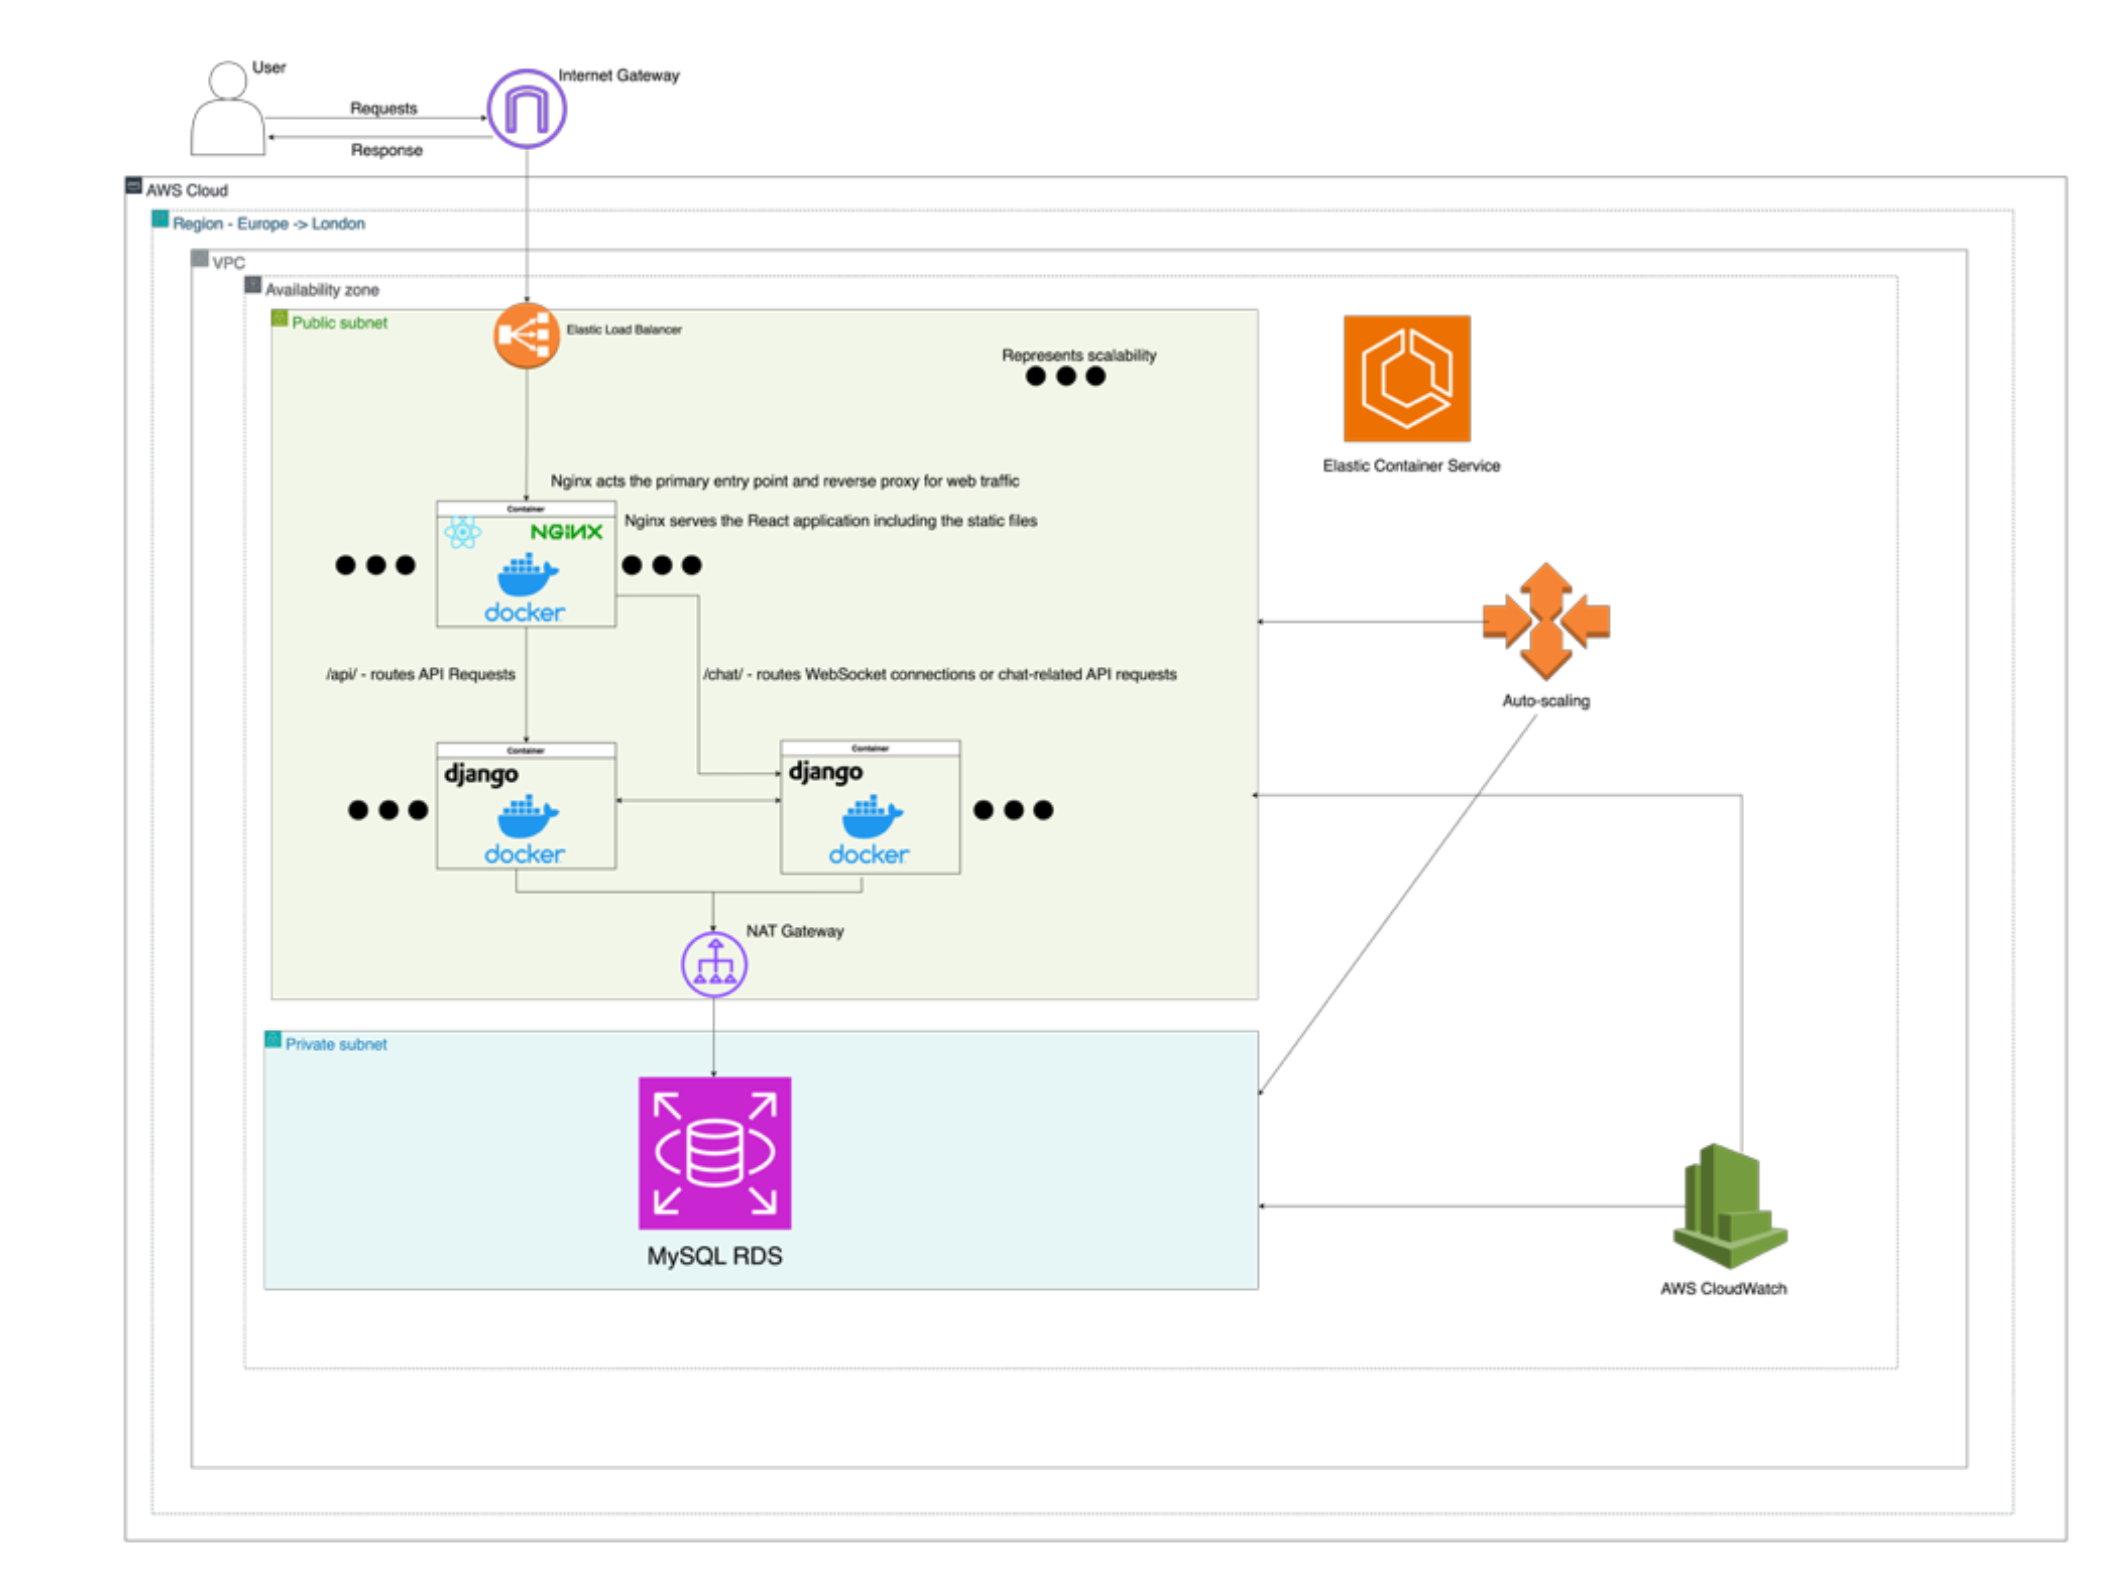 User
Internet Gateway
Requests
Response
AWS Cloud
Region - Europe -> London
VPC
Availability zone
Public subnet
Elastic Load Balancer
Represents scalability
Elastic Container Service
Nginx acts the primary entry point and reverse proxy for web traffic
Container
Nginx serves the React application including the static files
NGINX
docker
/api/ - routes API Requests
/chat/ - routes WebSocket connections or chat-related API requests
Auto-scaling
Container
django
docker
Container
django
docker
NAT Gateway
Private subnet
MySQL RDS
AWS CloudWatch